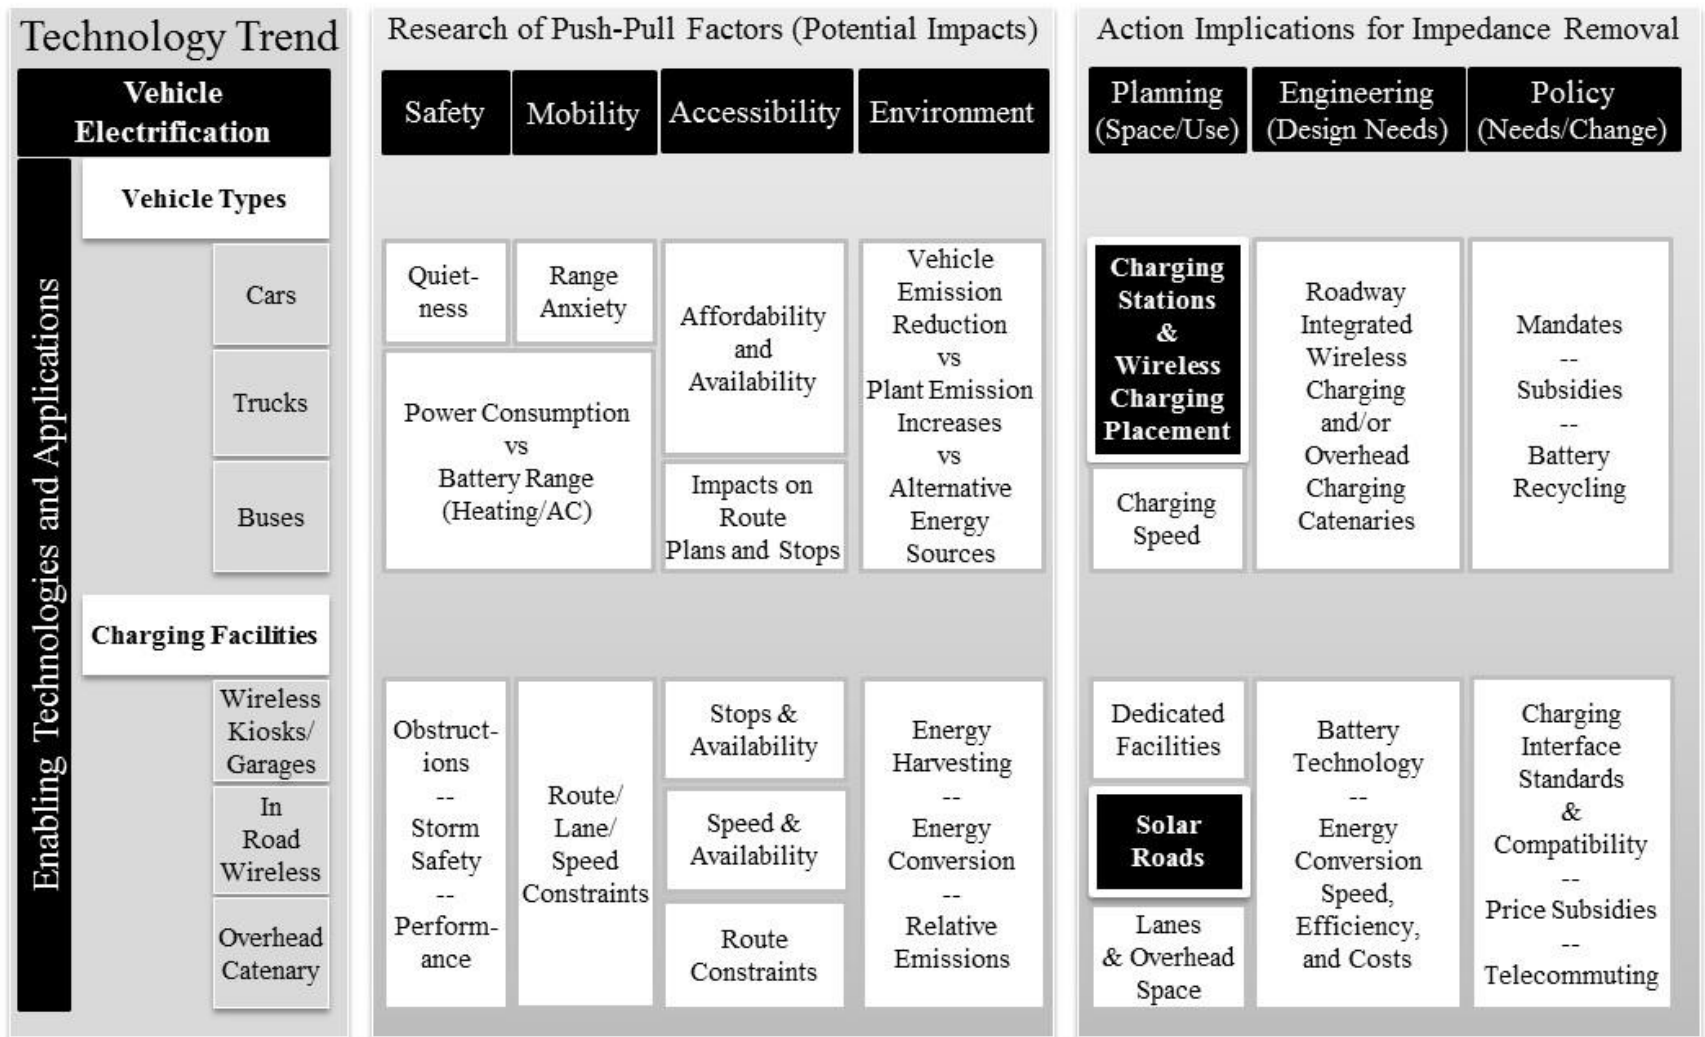 Technology Trend
Vehicle
Electrification
Enabling Technologies and Applications
Vehicle Types
Cars
Trucks
Buses
Charging Facilities
Wireless
Kiosks/
Garages
In
Road
Wireless
Overhead
Catenary
Research of Push-Pull Factors (Potential Impacts)
Safety
Mobility
Accessibility
Environment
Quiet-
ness
Range
Anxiety
Power Consumption
vs
Battery Range
(Heating/AC)
Affordability
and
Availability
Impacts on
Route
Plans and Stops
Vehicle
Emission
Reduction
vs
Plant Emission
Increases
vs
Alternative
Energy
Sources
Obstruct-
ions
--
Storm
Safety
--
Perform-
ance
Route/
Lane/
Speed
Constraints
Stops &
Availability
Speed &
Availability
Route
Constraints
Energy
Harvesting
--
Energy
Conversion
--
Relative
Emissions
Action Implications for Impedance Removal
Planning
(Space/Use)
Engineering
(Design Needs)
Policy
(Needs/Change)
Charging
Stations
&
Wireless
Charging
Placement
Charging
Speed
Roadway
Integrated
Wireless
Charging
and/or
Overhead
Charging
Catenaries
Mandates
--
Subsidies
--
Battery
Recycling
Dedicated
Facilities
Solar
Roads
Lanes
& Overhead
Space
Battery
Technology
--
Energy
Conversion
Speed,
Efficiency,
and Costs
Charging
Interface
Standards
&
Compatibility
--
Price Subsidies
--
Telecommuting